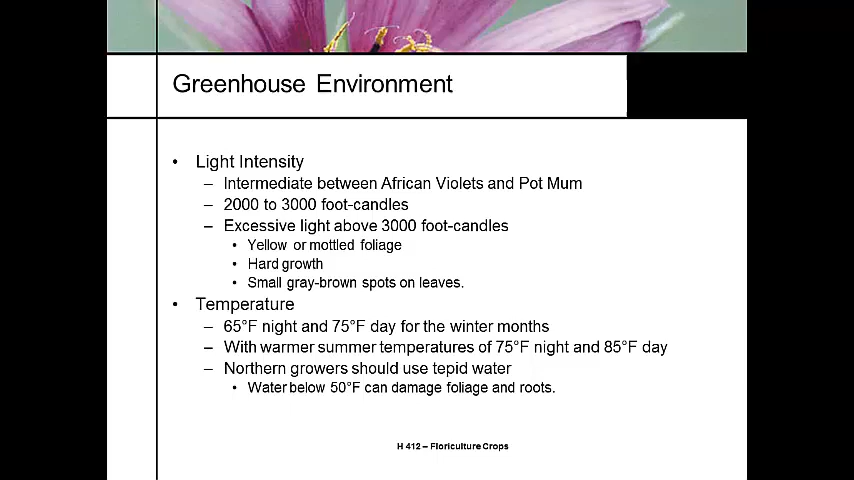 Greenhouse Environment
• Light Intensity
– Intermediate between African Violets and Pot Mum
– 2000 to 3000 foot-candles
– Excessive light above 3000 foot-candles
• Yellow or mottled foliage
• Hard growth
• Small gray-brown spots on leaves.
• Temperature
– 65°F night and 75°F day for the winter months
– With warmer summer temperatures of 75°F night and 85°F day
– Northern growers should use tepid water
• Water below 50°F can damage foliage and roots.
H 412 – Floriculture Crops